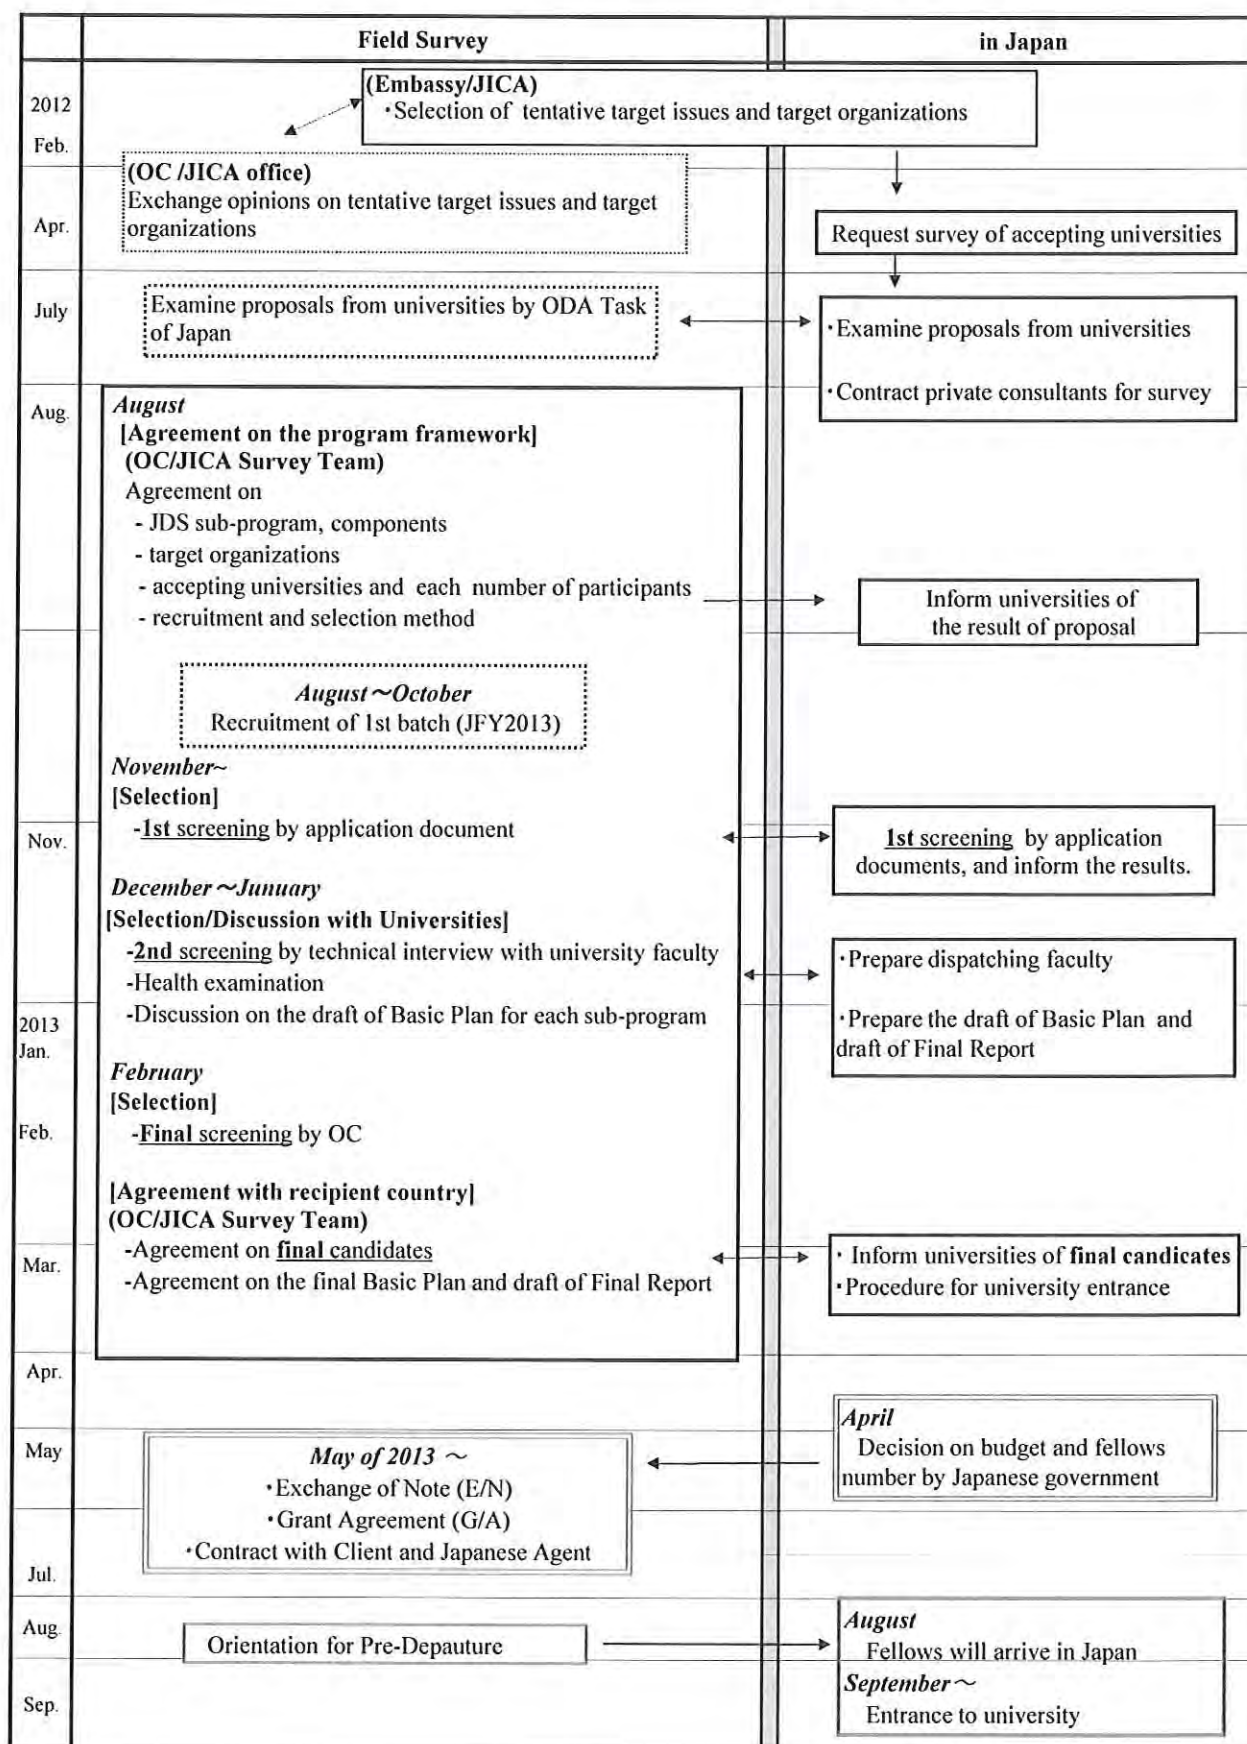 Field Survey
in Japan
2012
Feb.
(Embassy/JICA)
・Selection of tentative target issues and target organizations
(OC /JICA office)
Exchange opinions on tentative target issues and target
organizations
Apr.
Request survey of accepting universities
July
Examine proposals from universities by ODA Task
of Japan
・Examine proposals from universities
・Contract private consultants for survey
Aug.
August
[Agreement on the program framework]
(OC/JICA Survey Team)
Agreement on
- JDS sub-program, components
- target organizations
- accepting universities and each number of participants
- recruitment and selection method
Inform universities of
the result of proposal
August～October
Recruitment of 1st batch (JFY2013)
November~
[Selection]
-1st screening by application document
Nov.
1st screening by application
documents, and inform the results.
December～Junuary
[Selection/Discussion with Universities]
-2nd screening by technical interview with university faculty
-Health examination
-Discussion on the draft of Basic Plan for each sub-program
・Prepare dispatching faculty
・Prepare the draft of Basic Plan and
draft of Final Report
2013
Jan.
February
[Selection]
-Final screening by OC
Feb.
[Agreement with recipient country]
(OC/JICA Survey Team)
-Agreement on final candidates
-Agreement on the final Basic Plan and draft of Final Report
Mar.
・Inform universities of final candicates
・Procedure for university entrance
Apr.
April
Decision on budget and fellows
number by Japanese government
May
May of 2013 ～
・Exchange of Note (E/N)
・Grant Agreement (G/A)
・Contract with Client and Japanese Agent
Jul.
Aug.
Orientation for Pre-Depauture
August
Fellows will arrive in Japan
September～
Entrance to university
Sep.